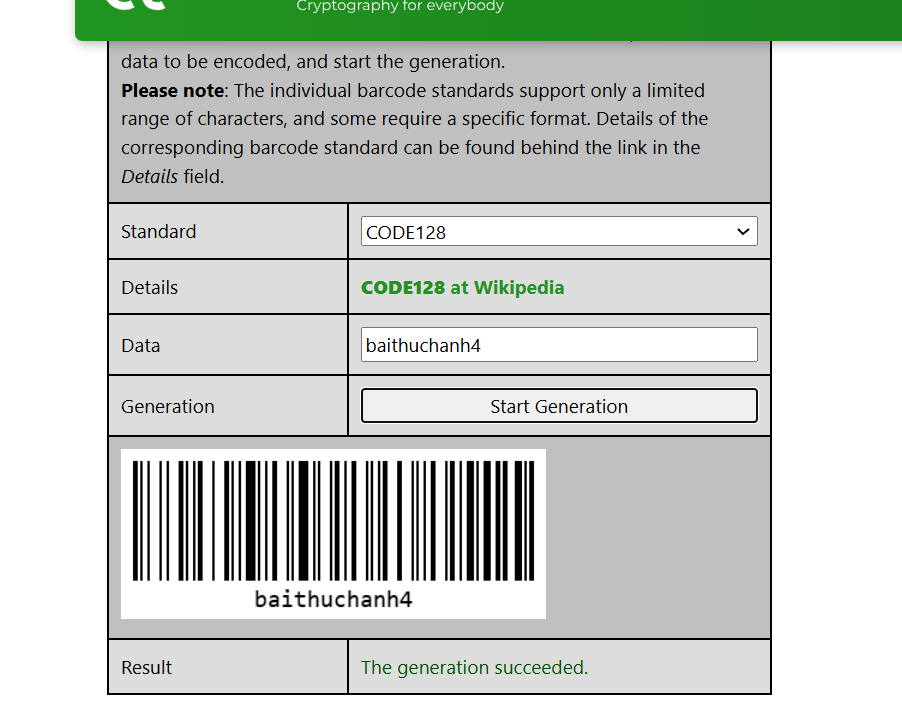 Cryptography for everybody
data to be encoded, and start the generation.
Please note: The individual barcode standards support only a limited
range of characters, and some require a specific format. Details of the
corresponding barcode standard can be found behind the link in the
Details field.
Standard
CODE128
Details
CODE128 at Wikipedia
Data
baithuchanh4
Generation
Start Generation
baithuchanh4
Result
The generation succeeded.